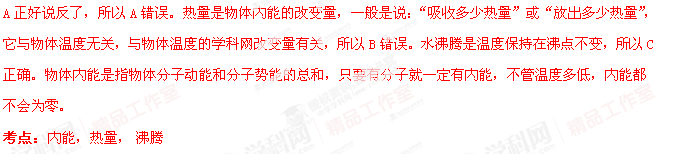 A正好说反了，所以A错误。热量是物体内能的改变量，一般是说：“吸收多少热量”或“放出多少热量”，
它与物体温度无关，与物体温度的学科网改变量有关，所以B错误。水沸腾是温度保持在沸点不变，所以C
正确。物体内能是指物体分子动能和分子势能的总和，只要有分子就一定有内能，不管温度多低，内能都
不会为零。
考点：内能，热量， 沸腾